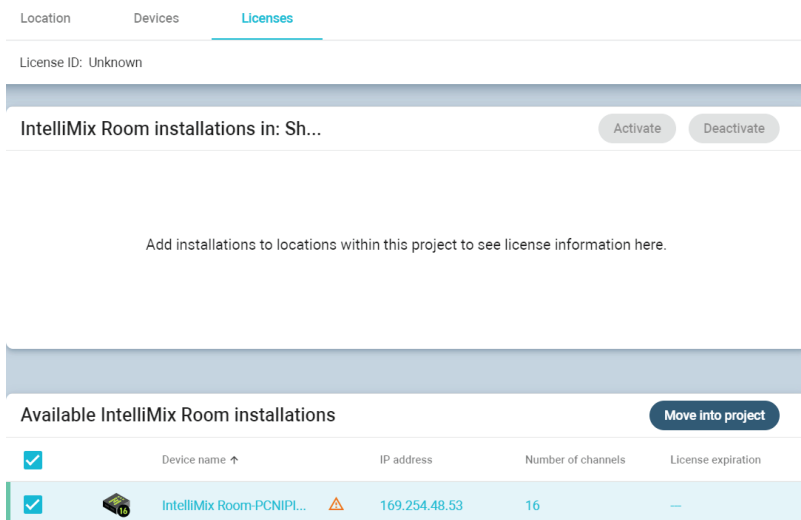 Location Devices Licenses
License ID: Unknown
IntelliMix Room installations in: Sh... Activate Deactivate
Add installations to locations within this project to see license information here.
Available IntelliMix Room installations Move into project
Device name ↑ IP address Number of channels License expiration
16 IntelliMix Room-PCNIPI... 169.254.48.53 16 —